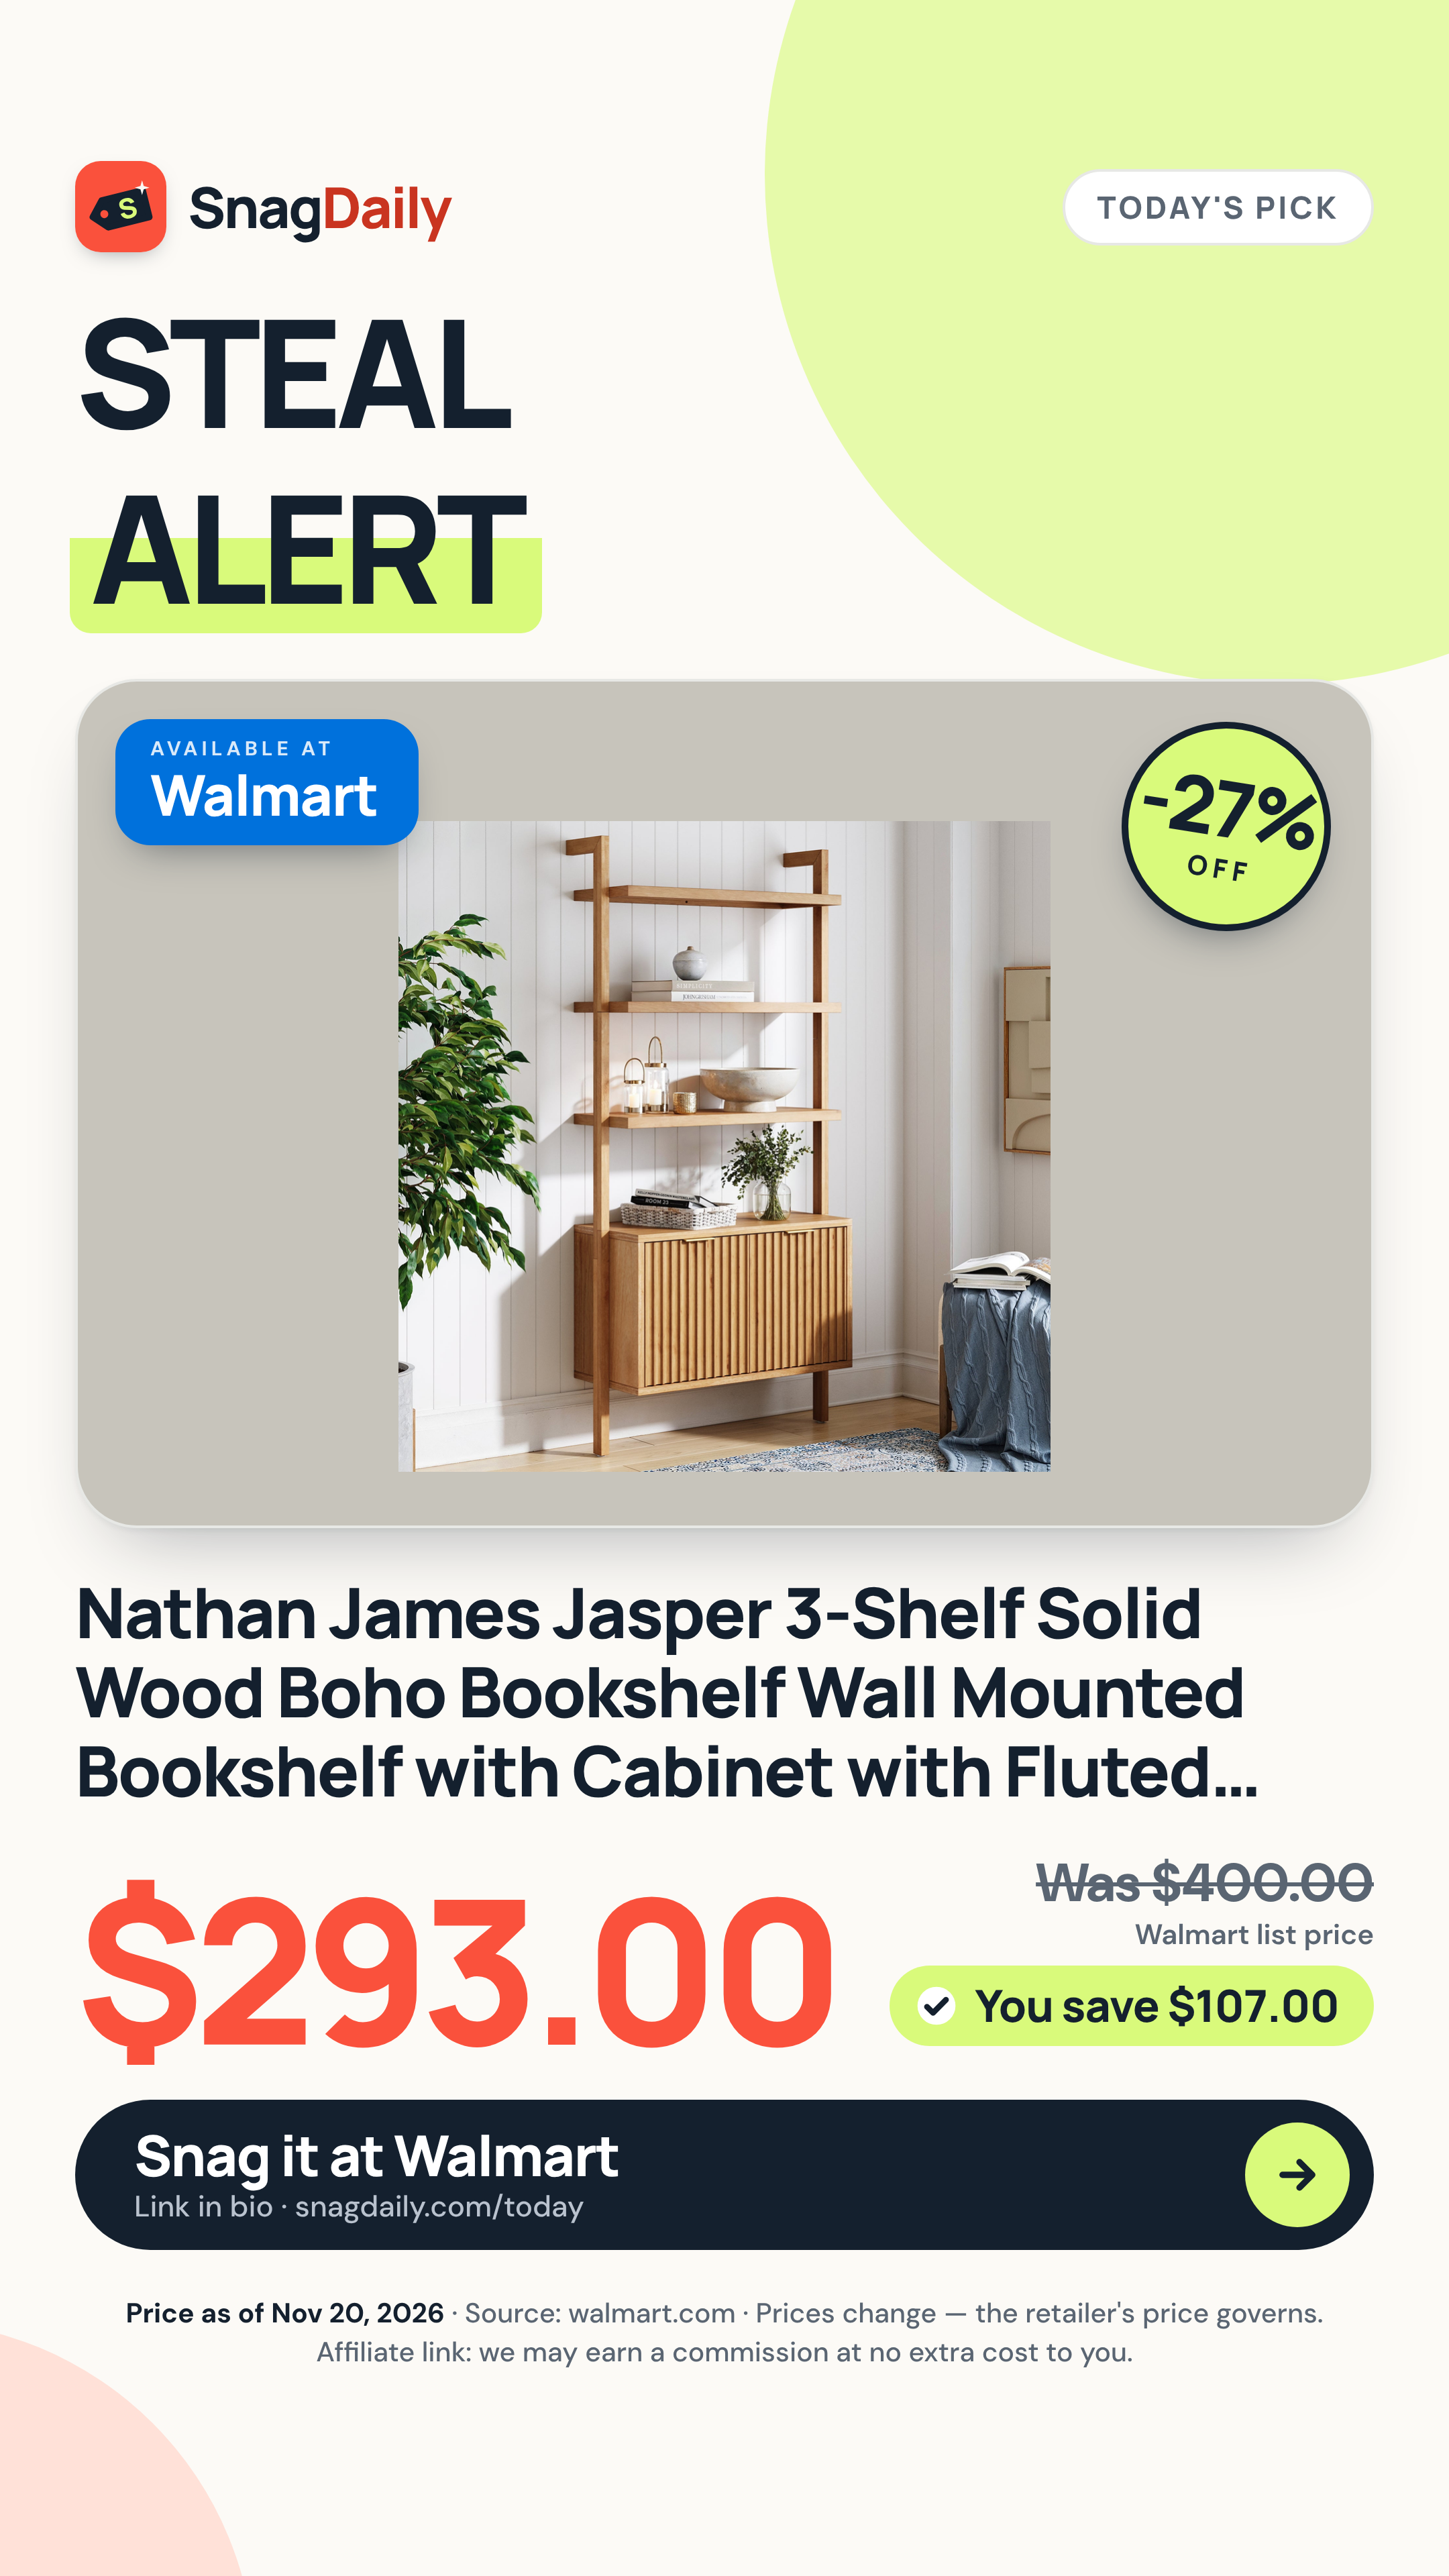 S
SnagDaily
TODAY'S PICK
STEAL
ALERT
AVAILABLE AT
Walmart
-27%
OFF
SIMPLICITY
ROOM 23
Nathan James Jasper 3-Shelf Solid
Wood Boho Bookshelf Wall Mounted
Bookshelf with Cabinet with Fluted...
$293.00
Was $400.00
Walmart list price
You save $107.00
Snag it at Walmart
Link in bio · snagdaily.com/today
Price as of Nov 20, 2026 · Source: walmart.com · Prices change — the retailer's price governs.
Affiliate link: we may earn a commission at no extra cost to you.